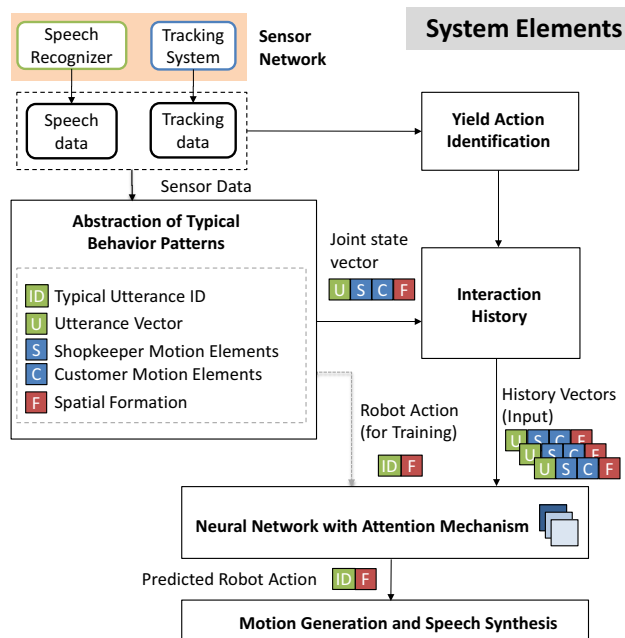 System Elements
Speech
Recognizer
Tracking
System
Sensor
Network
Speech
data
Tracking
data
Yield Action
Identification
Sensor Data
Abstraction of Typical
Behavior Patterns
ID Typical Utterance ID
U Utterance Vector
S Shopkeeper Motion Elements
C Customer Motion Elements
F Spatial Formation
Joint state
vector
U S C F
Interaction
History
Robot Action
(for Training)
ID F
History Vectors
(Input)
U S C F
U S C F
U S C F
Neural Network with Attention Mechanism
Predicted Robot Action ID F
Motion Generation and Speech Synthesis